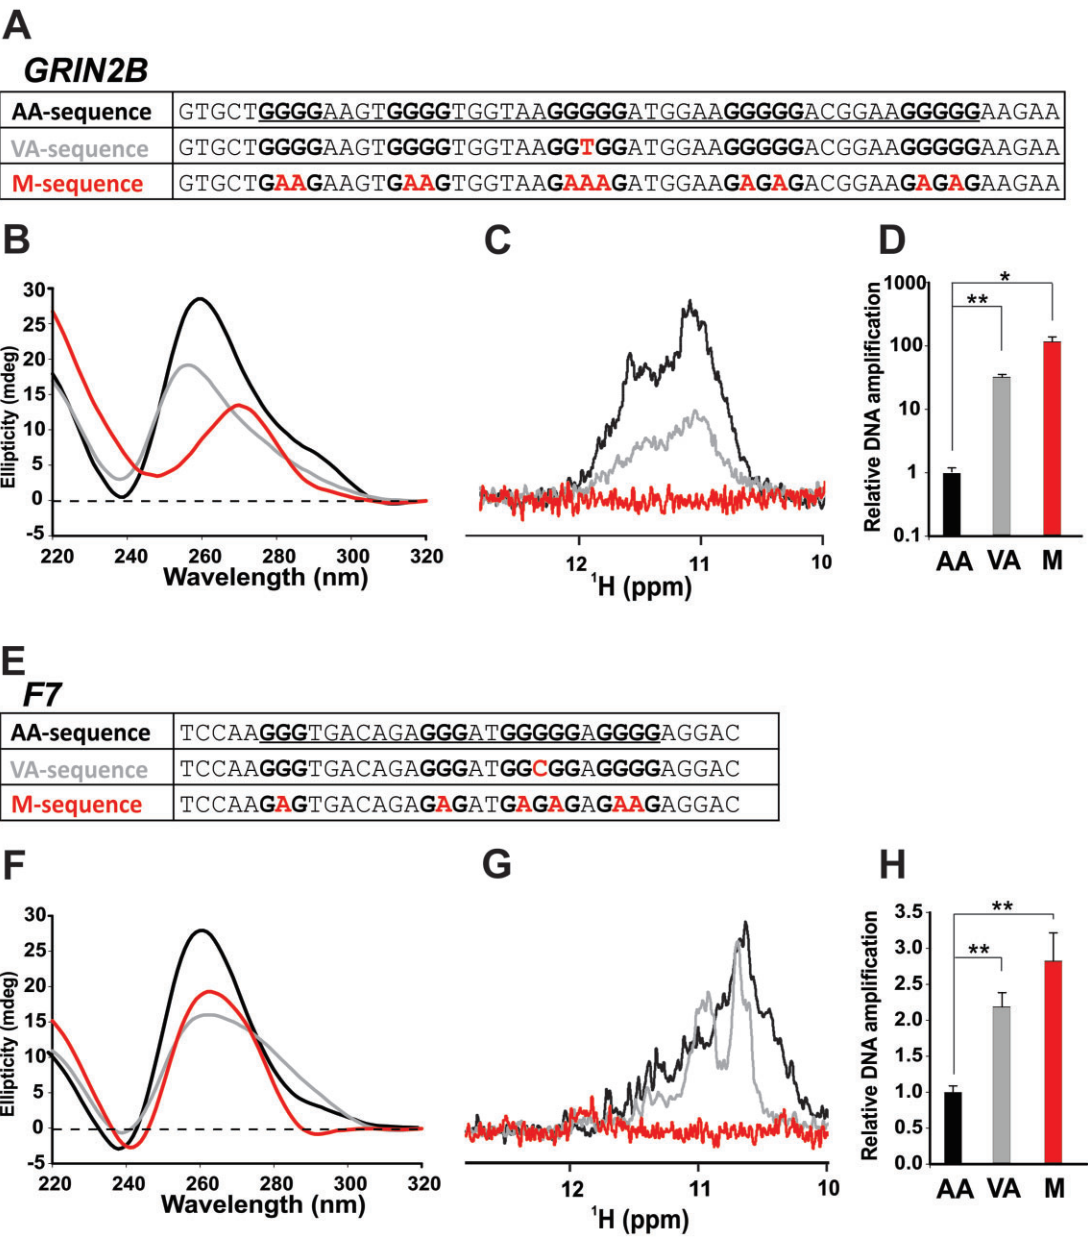 A
GRIN2B
AA-sequence GTGCTGGGGAAGTGGGGTGGTAAGGGGGATGGAAGGGGGACGGAAGGGGGAAGAA
VA-sequence GTGCTGGGGAAGTGGGGTGGTAAGGTGGATGGAAGGGGGACGGAAGGGGGAAGAA
M-sequence GTGCTGAAGAAGTGAAGTGGTAAGAAAGATGGAAGAGAGACGGAAGAGAGAAGAA
B
30
25
20
15
10
5
0
-5
Ellipticity (mdeg)
220 240 260 280 300 320
Wavelength (nm)
C
12 11 10
1H (ppm)
D
1000
100
10
1
0.1
Relative DNA amplification
*
**
AA VA M
E
F7
AA-sequence TCCAAGGGTGACAGAGGGATGGGGGAGGGGAGGAC
VA-sequence TCCAAGGGTGACAGAGGGATGGCGGAGGGGAGGAC
M-sequence TCCAAGAGTGACAGAGAGATGAGAGAGAAGAGGAC
F
30
25
20
15
10
5
0
-5
Ellipticity (mdeg)
220 240 260 280 300 320
Wavelength (nm)
G
12 11 10
1H (ppm)
H
3.5
3.0
2.5
2.0
1.5
1.0
0.5
0.0
Relative DNA amplification
**
**
AA VA M